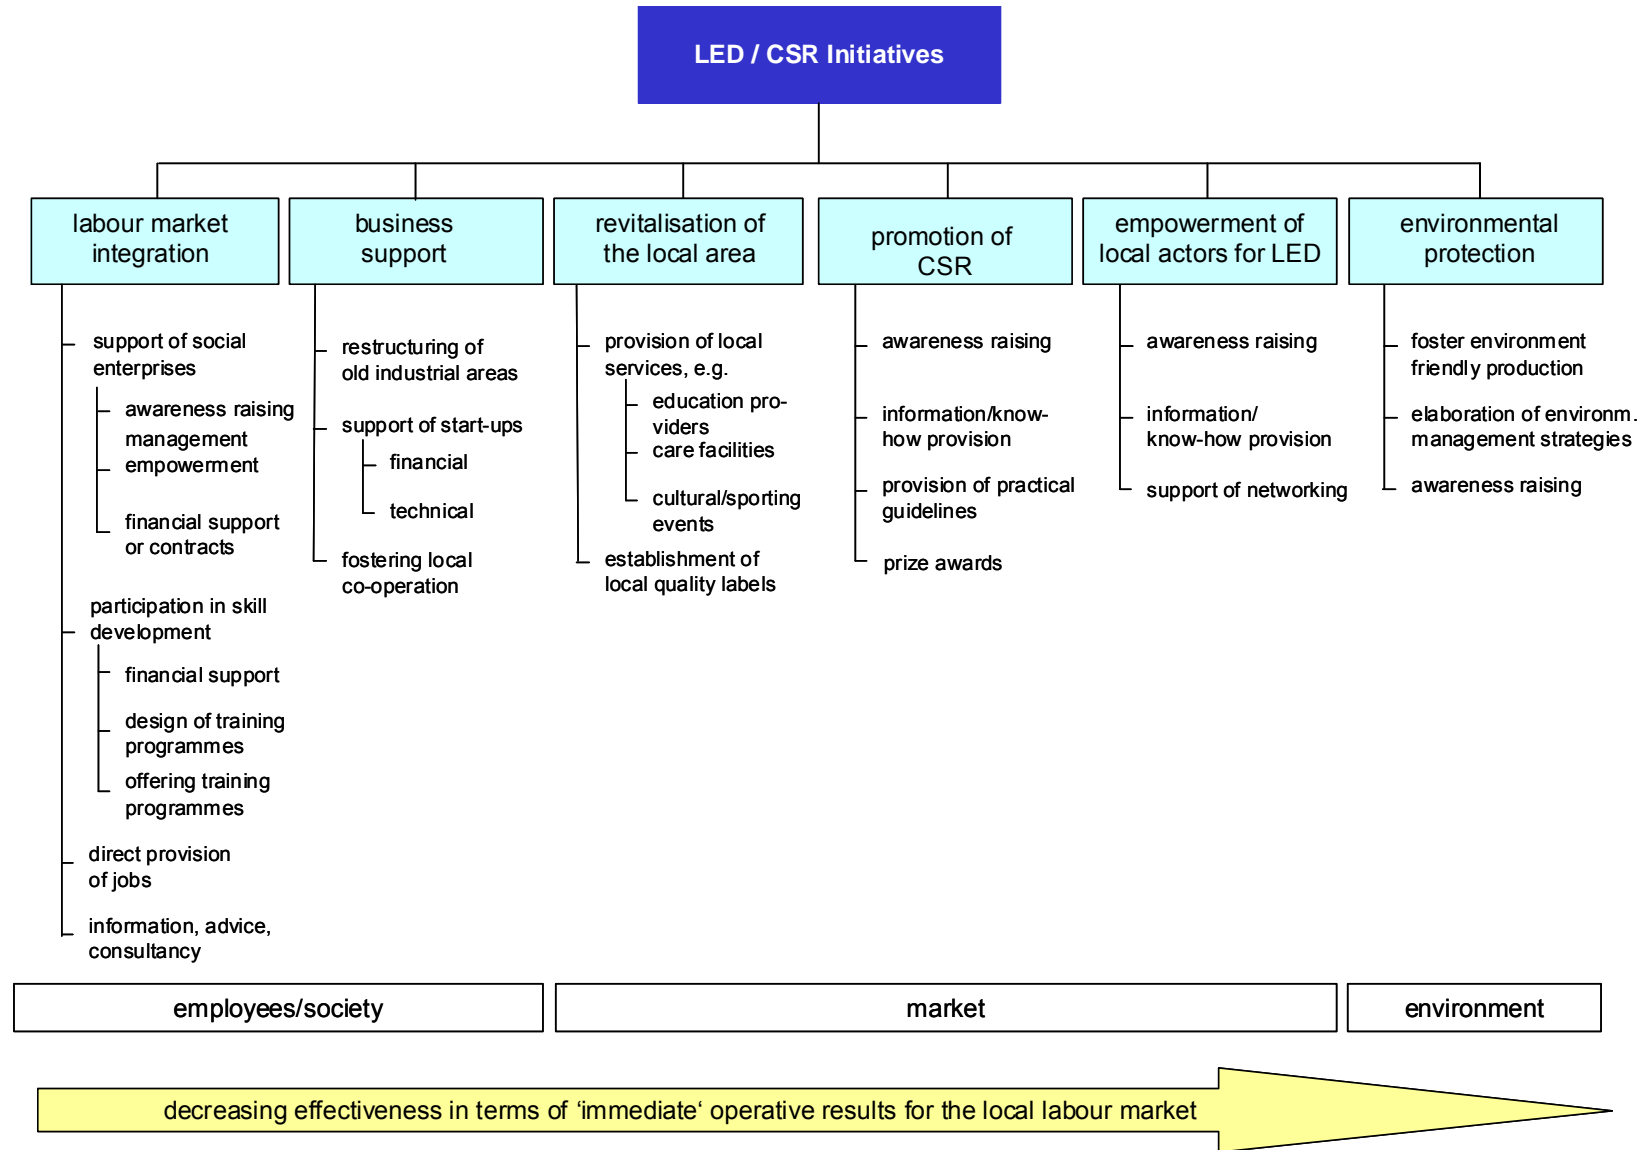 LED / CSR Initiatives
labour market
integration
business
support
revitalisation of
the local area
promotion of
CSR
empowerment of
local actors for LED
environmental
protection
support of social
enterprises
awareness raising
management
empowerment
financial support
or contracts
participation in skill
development
financial support
design of training
programmes
offering training
programmes
direct provision
of jobs
information, advice,
consultancy
restructuring of
old industrial areas
support of start-ups
financial
technical
fostering local
co-operation
provision of local
services, e.g.
education pro-
viders
care facilities
cultural/sporting
events
establishment of
local quality labels
awareness raising
information/know-
how provision
provision of practical
guidelines
prize awards
awareness raising
information/
know-how provision
support of networking
foster environment
friendly production
elaboration of environm.
management strategies
awareness raising
employees/society
market
environment
decreasing effectiveness in terms of ‘immediate‘ operative results for the local labour market